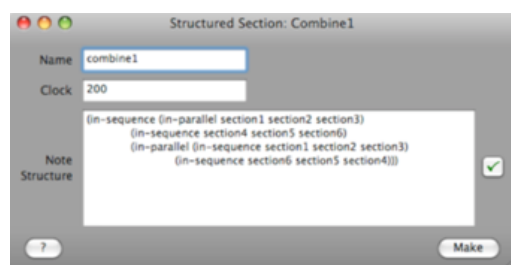 Structured Section: Combine1
Name combine1
Clock 200
(in-sequence (in-parallel section1 section2 section3)
(in-sequence section4 section5 section6)
(in-parallel (in-sequence section1 section2 section3)
(in-sequence section6 section5 section4)))
Note
Structure
? Make